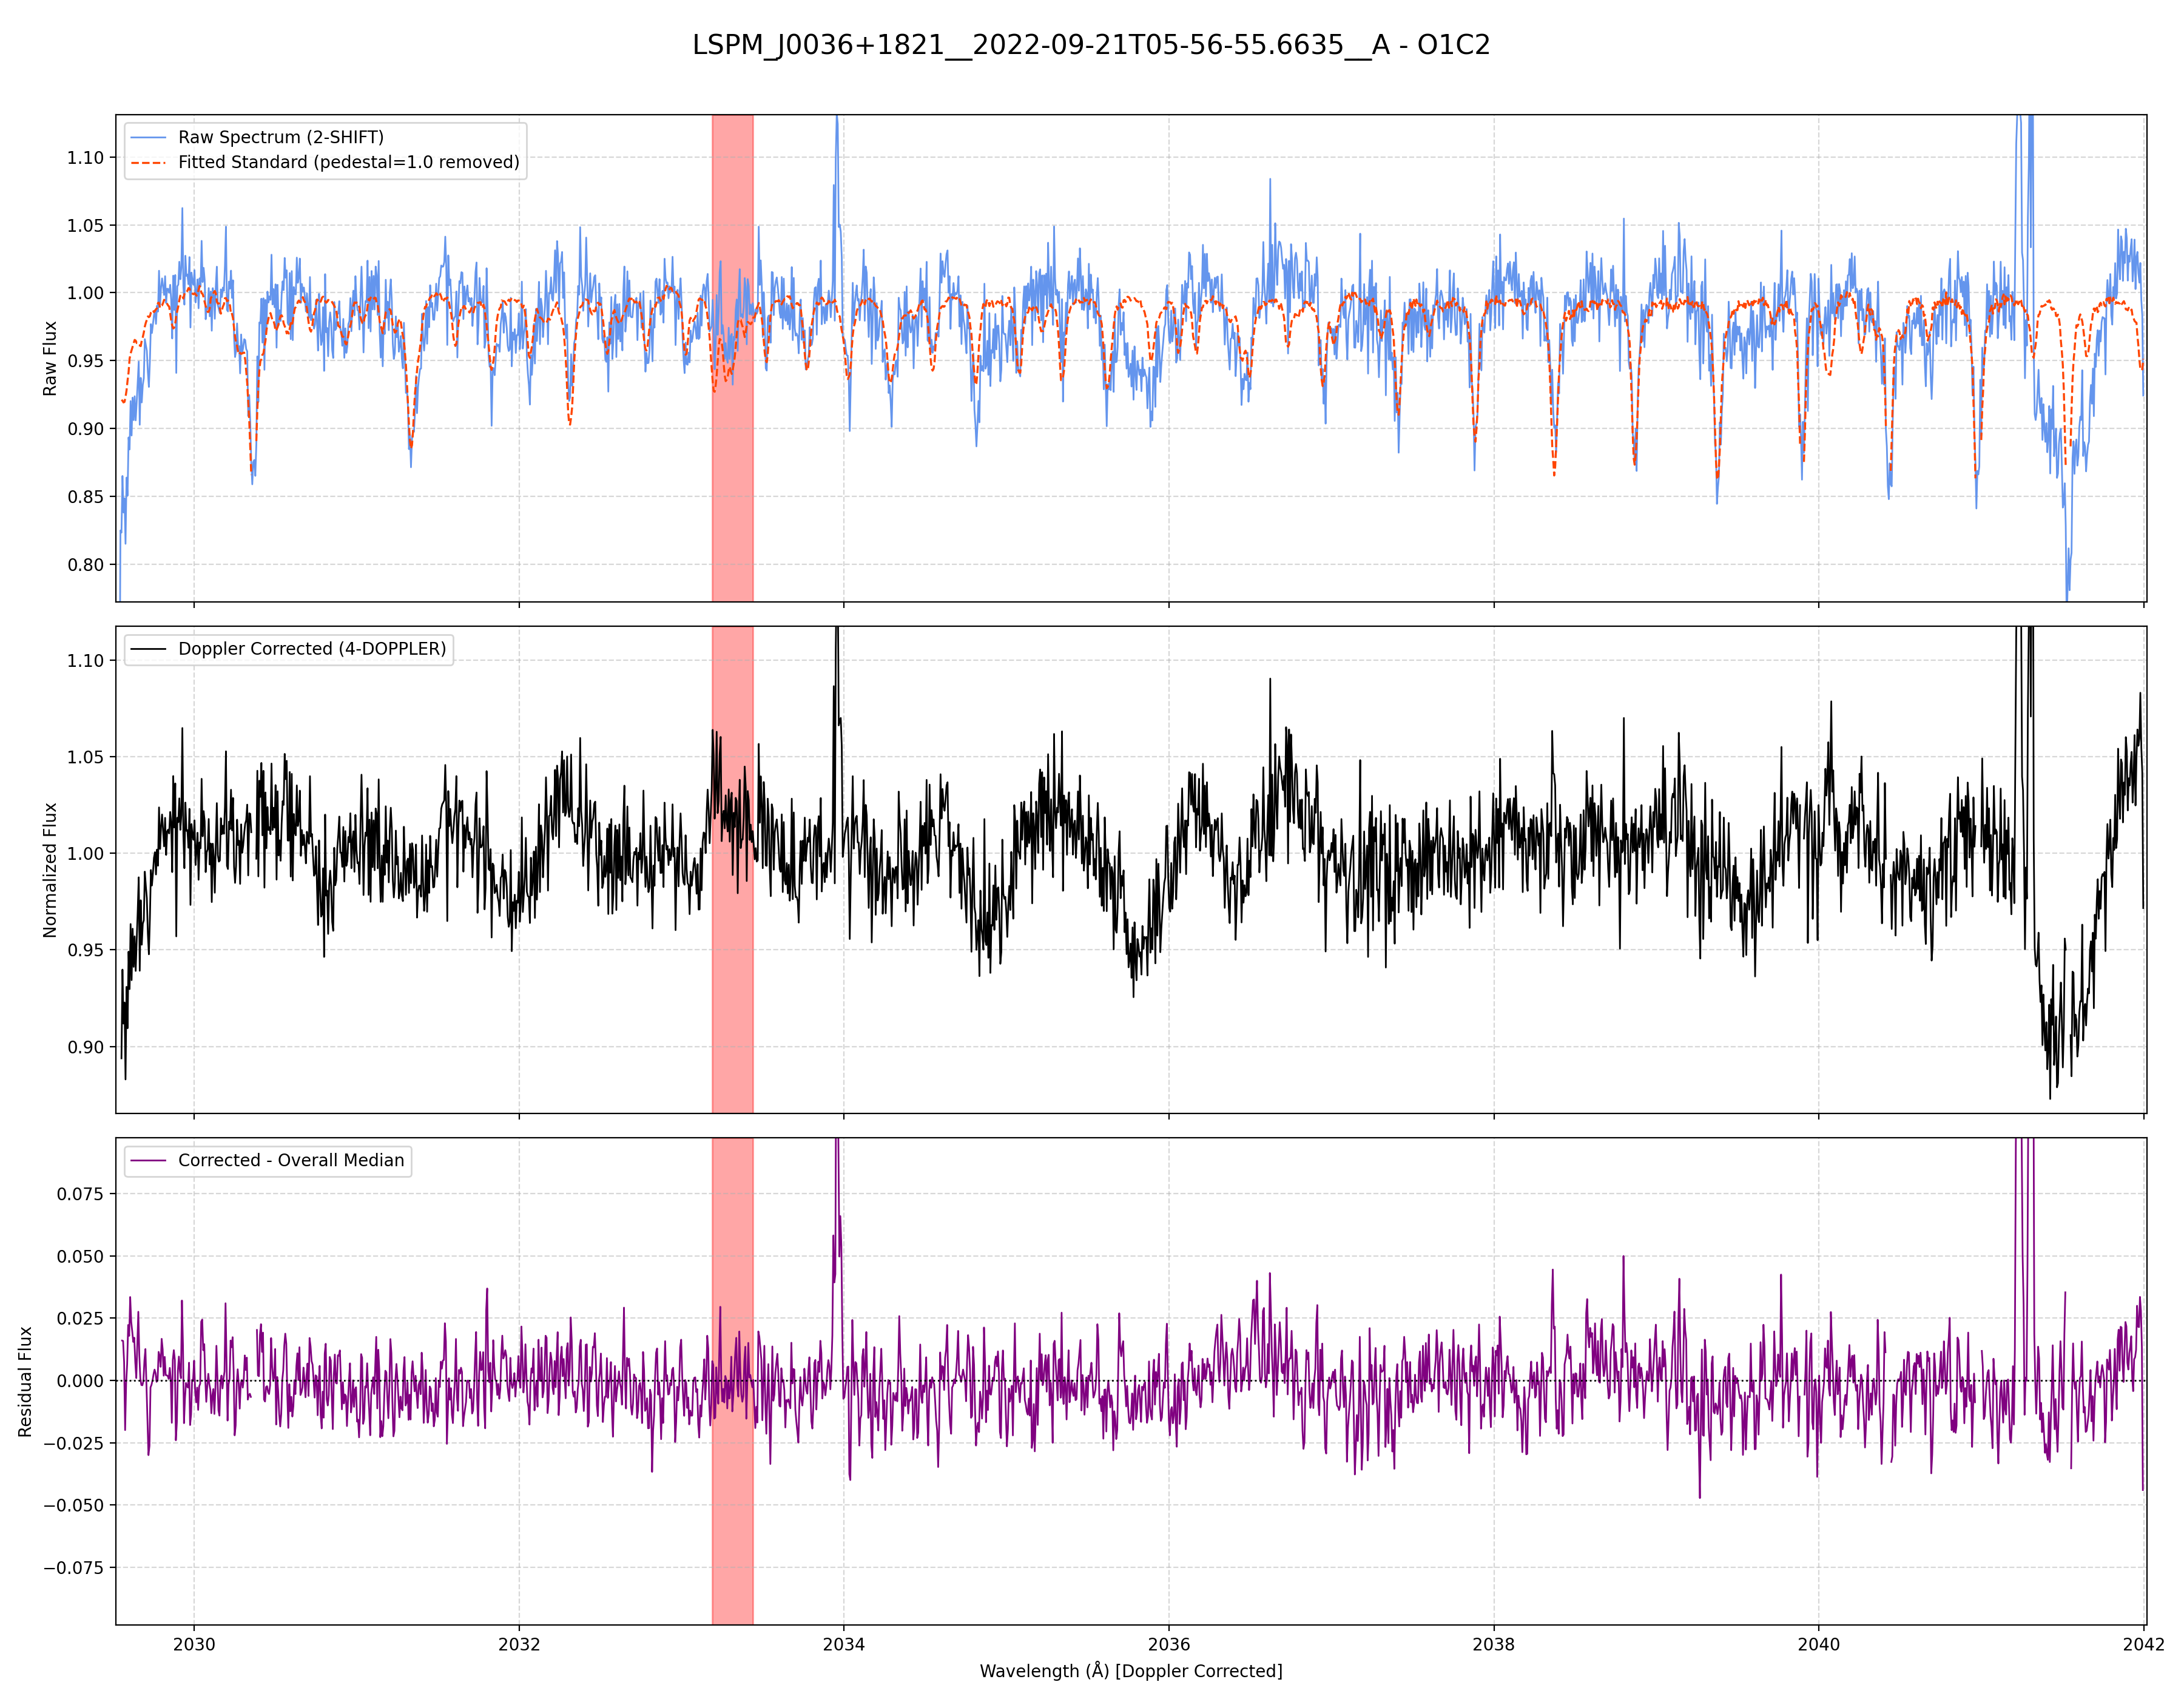 LSPM_J0036+1821__2022-09-21T05-56-55.6635__A - O1C2
Raw Spectrum (2-SHIFT)
Fitted Standard (pedestal=1.0 removed)
1.10
1.05
1.00
0.95
0.90
0.85
0.80
Raw Flux
Doppler Corrected (4-DOPPLER)
1.10
1.05
1.00
0.95
0.90
Normalized Flux
Corrected - Overall Median
0.075
0.050
0.025
0.000
−0.025
−0.050
−0.075
Residual Flux
2030 2032 2034 2036 2038 2040 2042
Wavelength (Å) [Doppler Corrected]